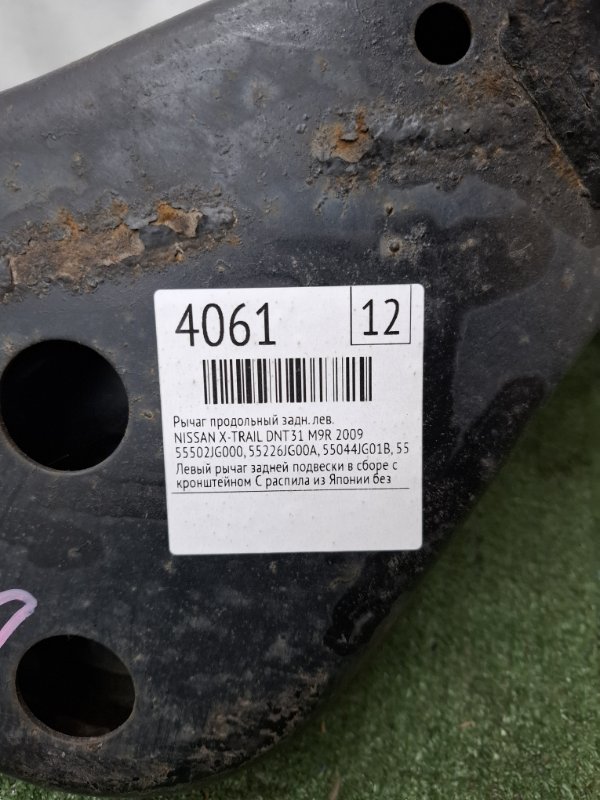 4061
12
Рычаг продольный задн. лев.
NISSAN X-TRAIL DNT31 M9R 2009
55502JG000, 55226JG00A, 55044JG01B, 55
Левый рычаг задней подвески в сборе с
кронштейном С распила из Японии без